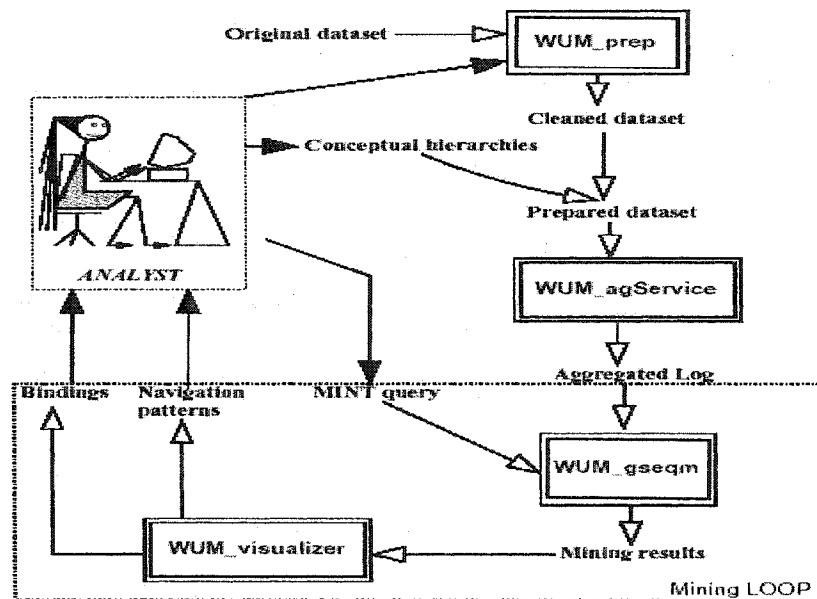 Original dataset
WUM_prep
Cleaned dataset
Conceptual hierarchies
Prepared dataset
ANALYST
WUM_agService
Aggregated Log
Bindings
Navigation
patterns
MINT query
WUM_gseqm
WUM_visualizer
Mining results
Mining LOOP